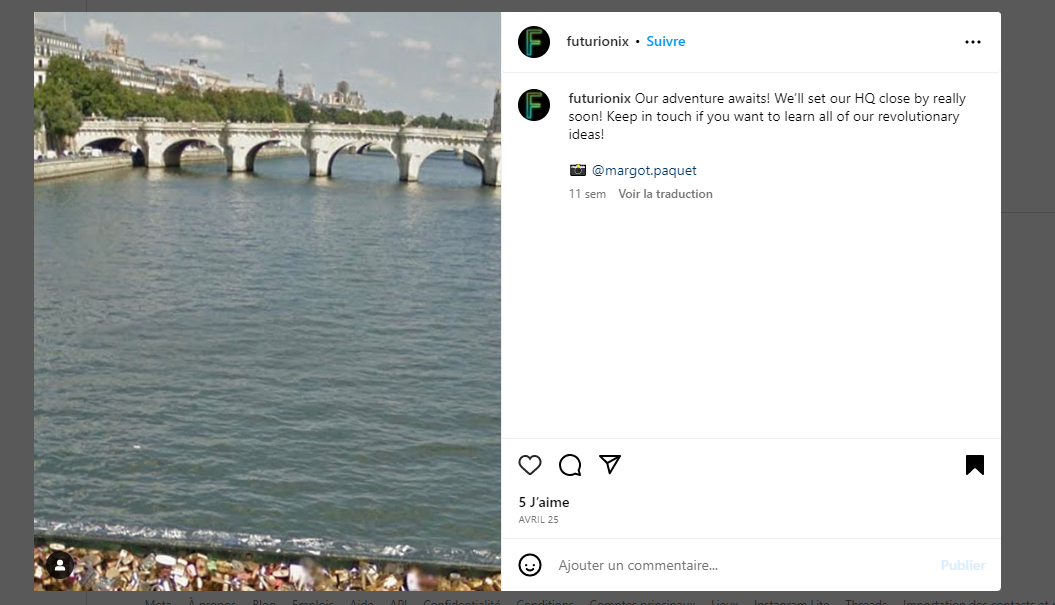 futurionix • Suivre
futurionix Our adventure awaits! We'll set our HQ close by really
soon! Keep in touch if you want to learn all of our revolutionary
ideas!
@margot.paquet
11 sem Voir la traduction
5 J'aime
AVRIL 25
Ajouter un commentaire... Publier
Meta À propos Blog Emplois Aide API Confidentialité Conditions Comptes principaux Lieux Instagram Lite Threads Importation des contacts et